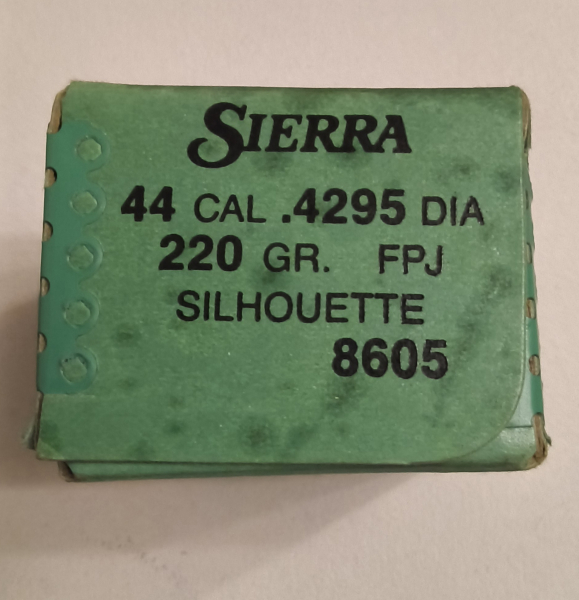 SIERRA
44 CAL .4295 DIA
220 GR. FPJ
SILHOUETTE
8605